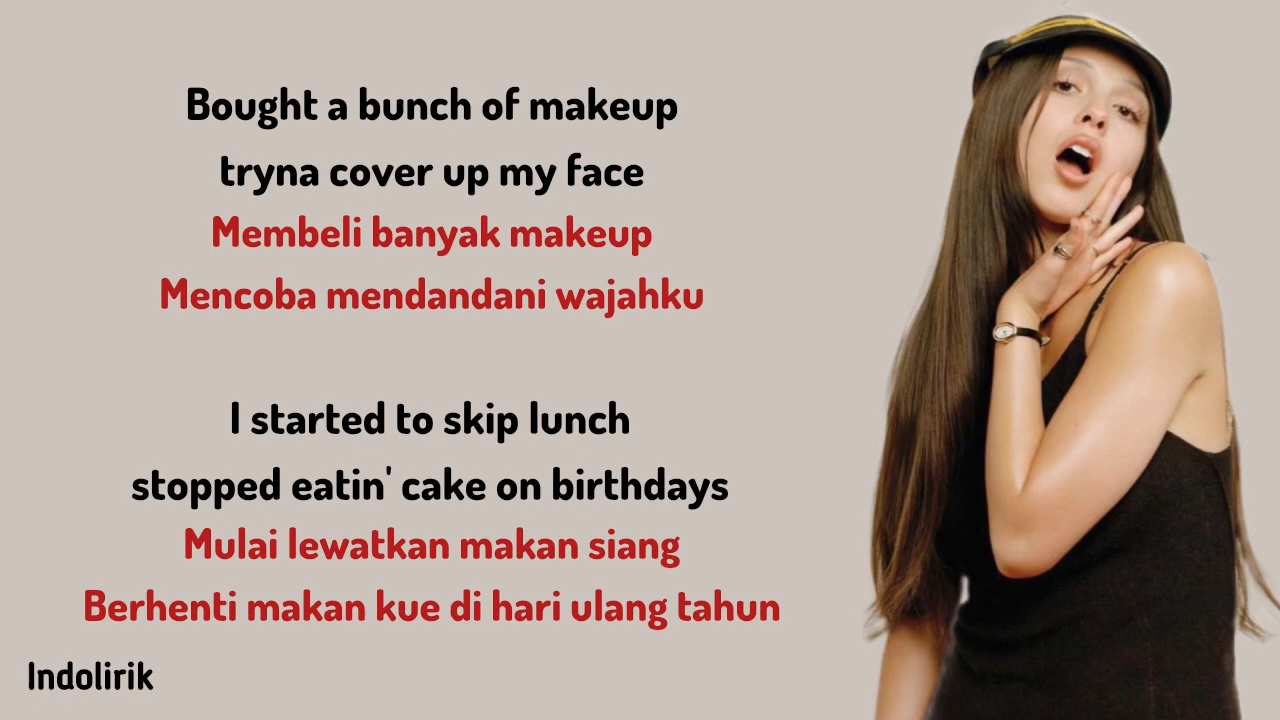 Bought a bunch of makeup
tryna cover up my face
Membeli banyak makeup
Mencoba mendandani wajahku
I started to skip lunch
stopped eatin' cake on birthdays
Mulai lewatkan makan siang
Berhenti makan kue di hari ulang tahun
Indolirik